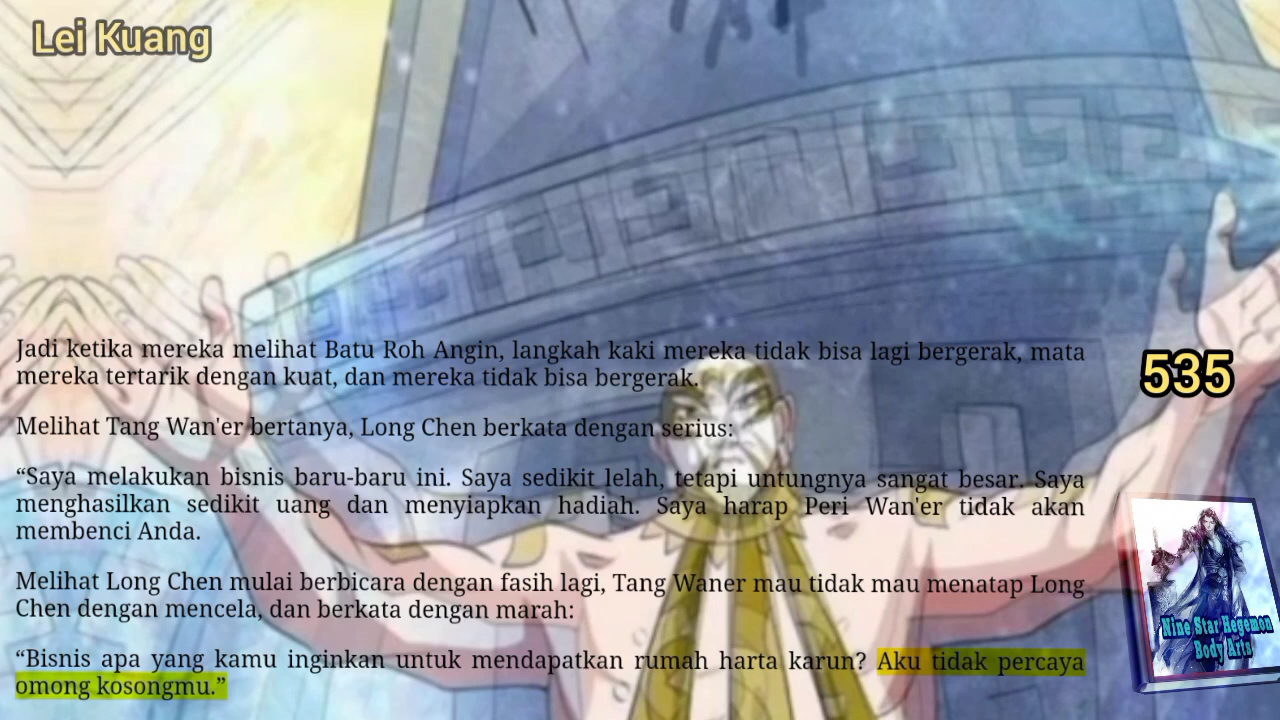 Lei Kuang
Jadi ketika mereka melihat Batu Roh Angin, langkah kaki mereka tidak bisa lagi bergerak, mata
mereka tertarik dengan kuat, dan mereka tidak bisa bergerak.
535
Melihat Tang Wan'er bertanya, Long Chen berkata dengan serius:
“Saya melakukan bisnis baru-baru ini. Saya sedikit lelah, tetapi untungnya sangat besar. Saya
menghasilkan sedikit uang dan menyiapkan hadiah. Saya harap Peri Wan'er tidak akan
membenci Anda.
Melihat Long Chen mulai berbicara dengan fasih lagi, Tang Waner mau tidak mau menatap Long
Chen dengan mencela, dan berkata dengan marah:
“Bisnis apa yang kamu inginkan untuk mendapatkan rumah harta karun? Aku tidak percaya
omong kosongmu.”
Nine Star Hegemon
Body Arts